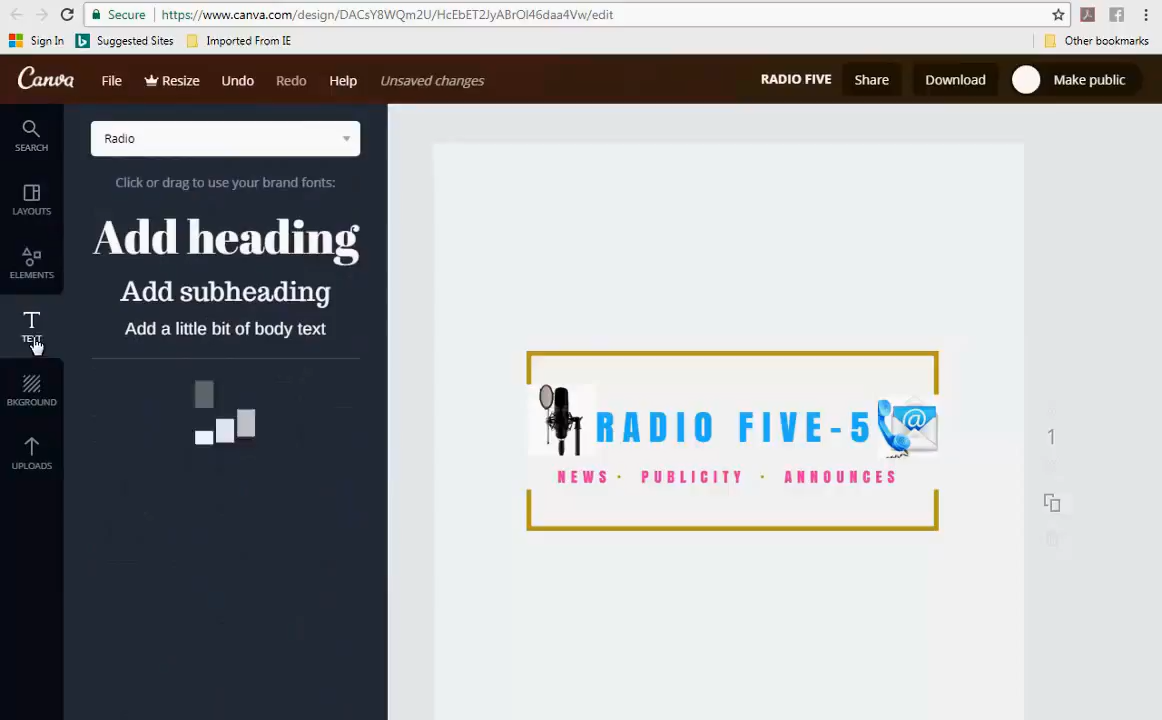 Secure https://www.canva.com/design/DACsY8WQm2U/HcEbET2JyABrOl46daa4Vw/edit
Sign In Suggested Sites Imported From IE Other bookmarks
Canva File Resize Undo Redo Help Unsaved changes RADIO FIVE Share Download Make public
SEARCH
LAYOUTS
ELEMENTS
TEXT
BKGROUND
UPLOADS
Radio
Click or drag to use your brand fonts:
Add heading
Add subheading
Add a little bit of body text
RADIO FIVE-5
@
NEWS · PUBLICITY · ANNOUNCES
1